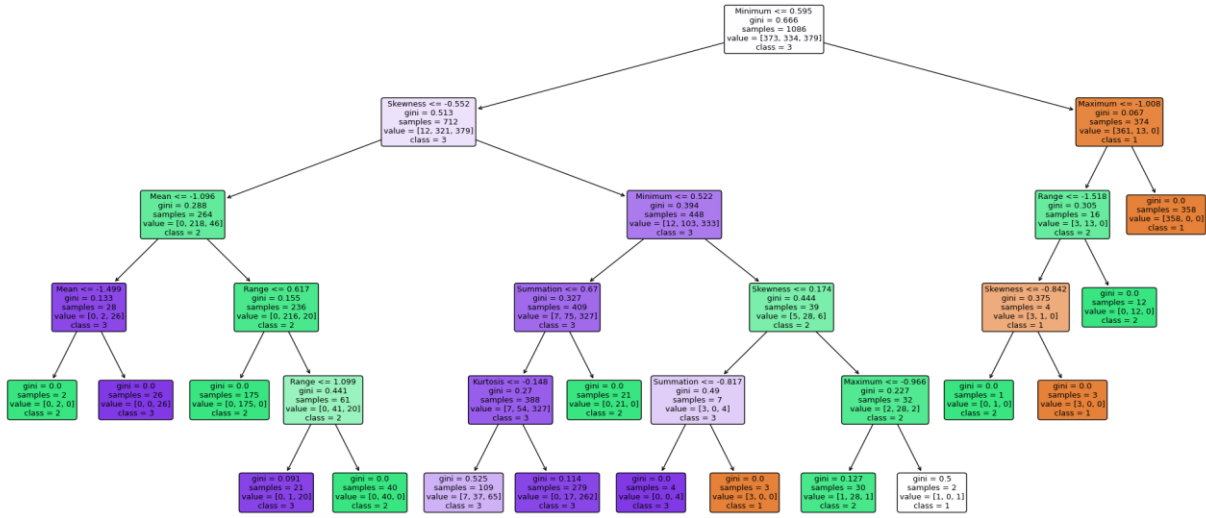 Minimum <= 0.595
gini = 0.666
samples = 1086
value = [373, 334, 379]
class = 3
Skewness <= -0.552
gini = 0.513
samples = 712
value = [12, 321, 379]
class = 3
Maximum <= -1.008
gini = 0.067
samples = 374
value = [361, 13, 0]
class = 1
Mean <= -1.096
gini = 0.288
samples = 264
value = [0, 218, 46]
class = 2
Minimum <= 0.522
gini = 0.394
samples = 448
value = [12, 103, 333]
class = 3
Range <= -1.518
gini = 0.305
samples = 16
value = [3, 13, 0]
class = 2
gini = 0.0
samples = 358
value = [358, 0, 0]
class = 1
Mean <= -1.499
gini = 0.133
samples = 28
value = [0, 2, 26]
class = 3
Range <= 0.617
gini = 0.155
samples = 236
value = [0, 216, 20]
class = 2
Summation <= 0.67
gini = 0.327
samples = 409
value = [7, 75, 327]
class = 3
Skewness <= 0.174
gini = 0.444
samples = 39
value = [5, 28, 6]
class = 2
Skewness <= -0.842
gini = 0.375
samples = 4
value = [3, 1, 0]
class = 1
gini = 0.0
samples = 12
value = [0, 12, 0]
class = 2
gini = 0.0
samples = 2
value = [0, 2, 0]
class = 2
gini = 0.0
samples = 26
value = [0, 0, 26]
class = 3
gini = 0.0
samples = 175
value = [0, 175, 0]
class = 2
Range <= 1.099
gini = 0.441
samples = 61
value = [0, 41, 20]
class = 2
Kurtosis <= -0.148
gini = 0.27
samples = 388
value = [7, 54, 327]
class = 3
gini = 0.0
samples = 21
value = [0, 21, 0]
class = 2
Summation <= -0.817
gini = 0.49
samples = 7
value = [3, 0, 4]
class = 3
Maximum <= -0.966
gini = 0.227
samples = 32
value = [2, 28, 2]
class = 2
gini = 0.0
samples = 1
value = [0, 1, 0]
class = 2
gini = 0.0
samples = 3
value = [3, 0, 0]
class = 1
gini = 0.091
samples = 21
value = [0, 1, 20]
class = 3
gini = 0.0
samples = 40
value = [0, 40, 0]
class = 2
gini = 0.525
samples = 109
value = [7, 37, 65]
class = 3
gini = 0.114
samples = 279
value = [0, 17, 262]
class = 3
gini = 0.0
samples = 4
value = [0, 0, 4]
class = 3
gini = 0.0
samples = 3
value = [3, 0, 0]
class = 1
gini = 0.127
samples = 30
value = [1, 28, 1]
class = 2
gini = 0.5
samples = 2
value = [1, 0, 1]
class = 1